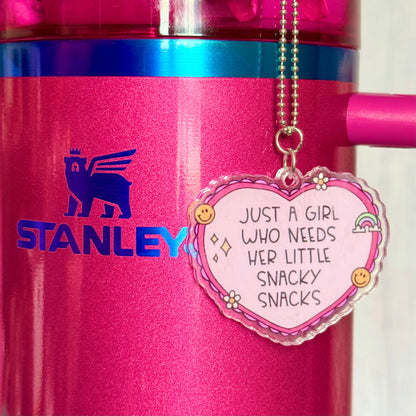 STANLEY
JUST A GIRL
WHO NEEDS
HER LITTLE
SNACKY
SNACKS